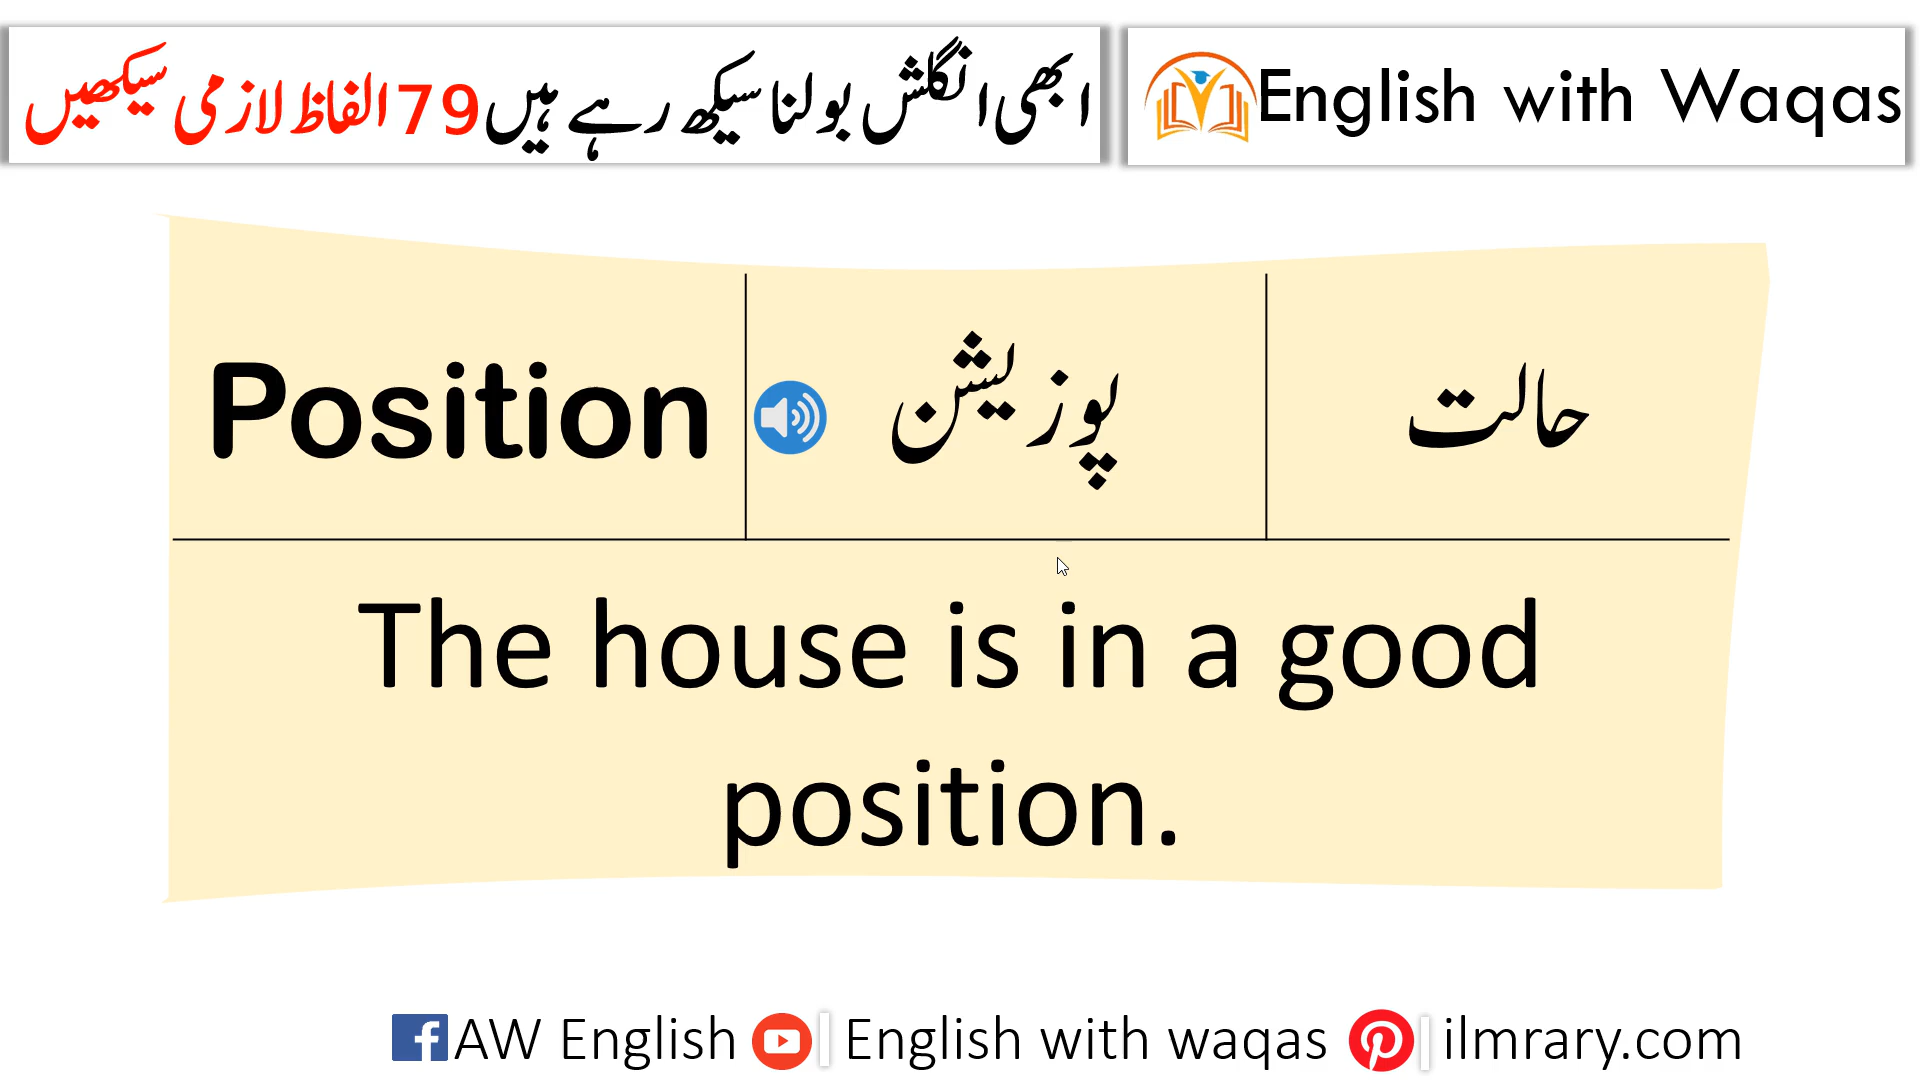 ابھی انگلش بولنا سیکھ رہے ہیں 79 الفاظ لازمی سیکھیں
English with Waqas
Position
پوزیشن
حالت
The house is in a good
position.
AW English | English with waqas | ilmrary.com